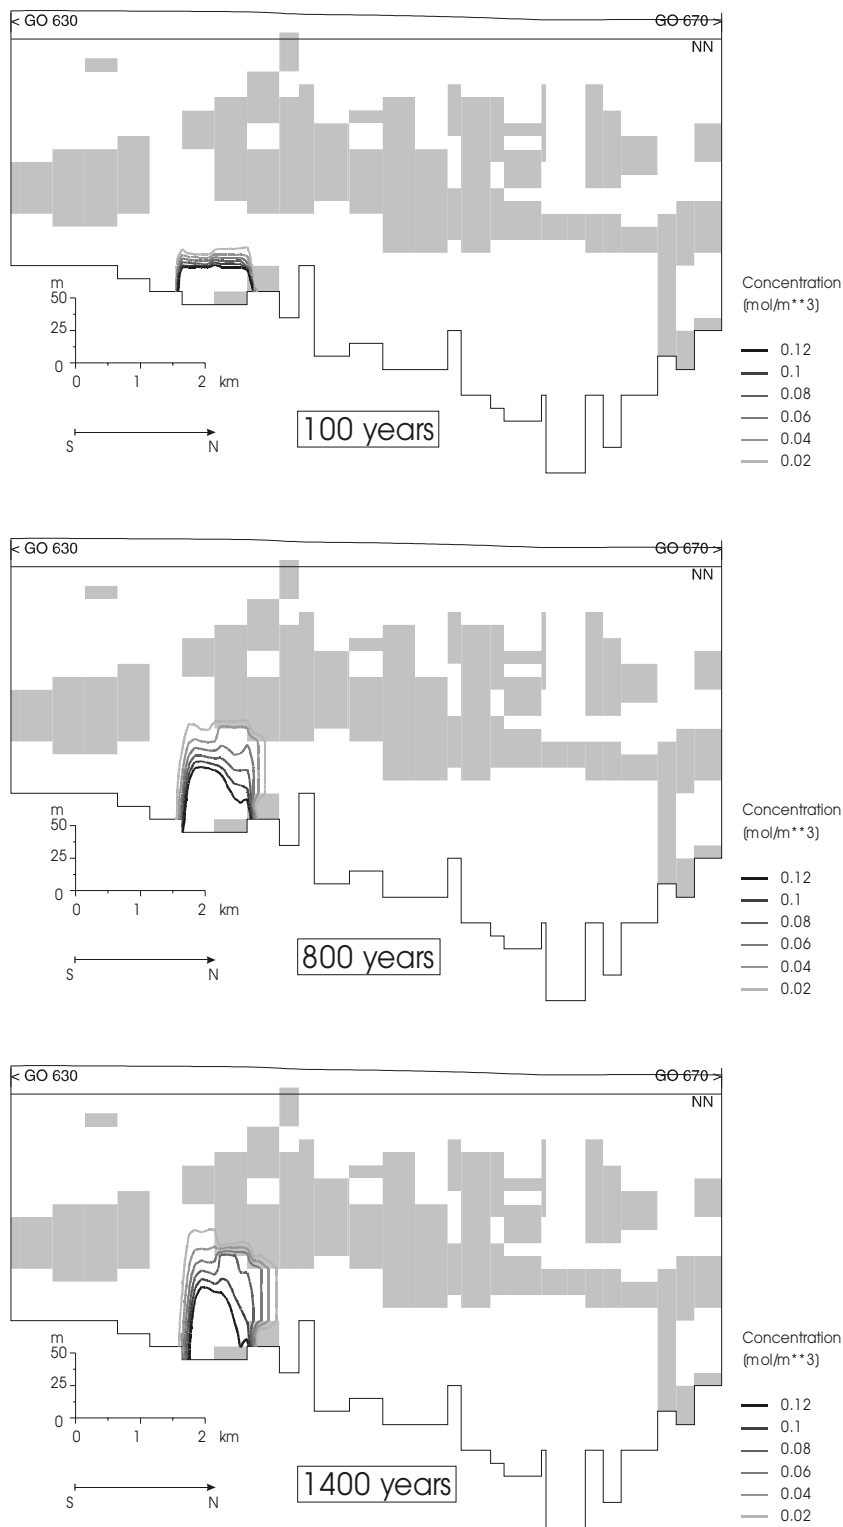 < GO 630
GO 670 >
NN
Concentration
(mol/m**3)
m
50
25
0
0 1 2 km
0.12
0.1
0.08
0.06
0.04
0.02
S N
100 years
< GO 630
GO 670 >
NN
Concentration
(mol/m**3)
m
50
25
0
0 1 2 km
0.12
0.1
0.08
0.06
0.04
0.02
S N
800 years
< GO 630
GO 670 >
NN
Concentration
(mol/m**3)
m
50
25
0
0 1 2 km
0.12
0.1
0.08
0.06
0.04
0.02
S N
1400 years